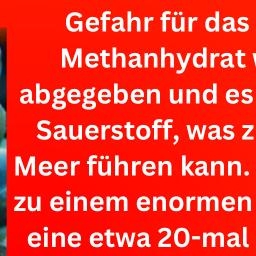 Gefahr für das
Methanhydrat
abgegeben und es
Sauerstoff, was z
Meer führen kann.
zu einem enormen
eine etwa 20-mal